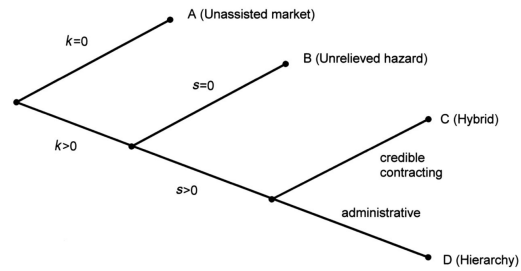 A (Unassisted market)
k=0
B (Unrelieved hazard)
s=0
C (Hybrid)
k>0
credible
contracting
s>0
administrative
D (Hierarchy)